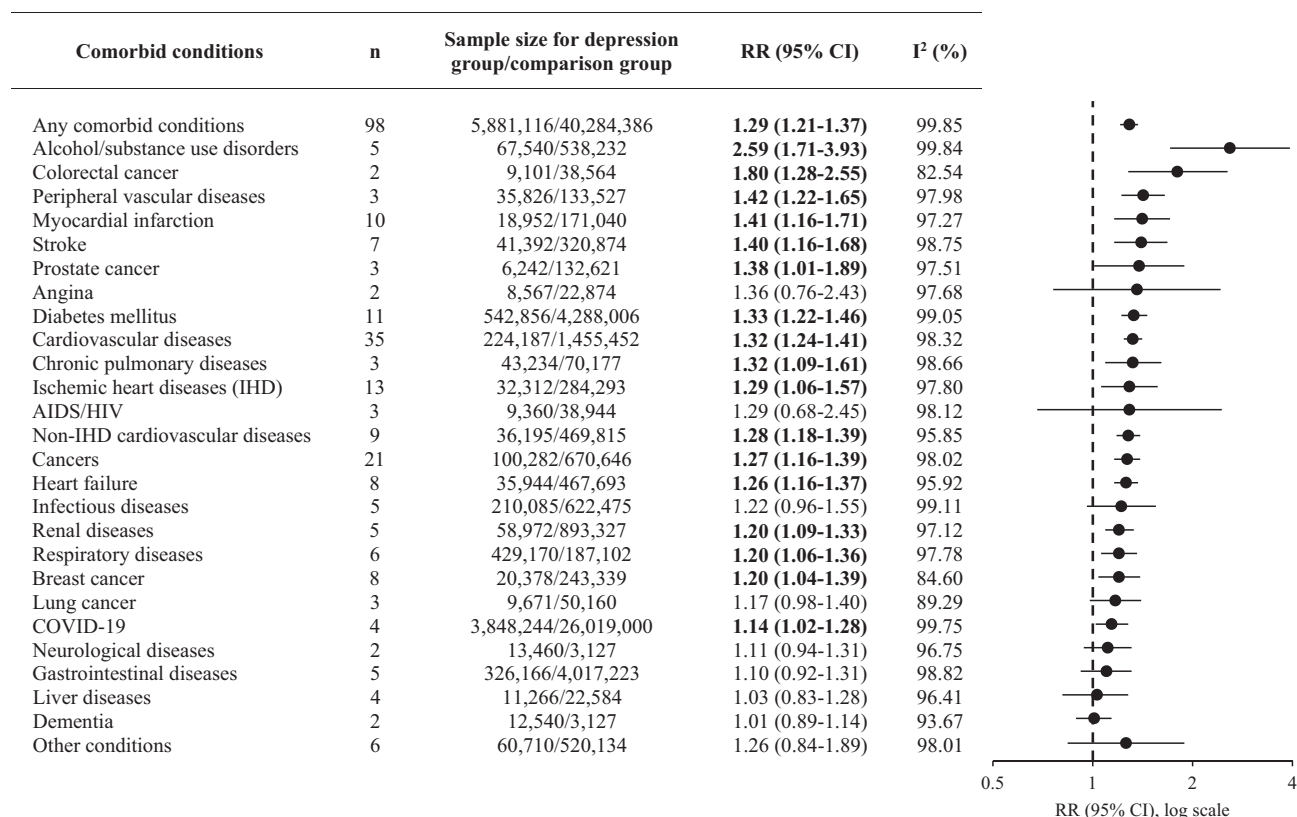 Comorbid conditions n Sample size for depression group/comparison group RR (95% CI) I² (%)
Any comorbid conditions 98 5,881,116/40,284,386 1.29 (1.21-1.37) 99.85
Alcohol/substance use disorders 5 67,540/538,232 2.59 (1.71-3.93) 99.84
Colorectal cancer 2 9,101/38,564 1.80 (1.28-2.55) 82.54
Peripheral vascular diseases 3 35,826/133,527 1.42 (1.22-1.65) 97.98
Myocardial infarction 10 18,952/171,040 1.41 (1.16-1.71) 97.27
Stroke 7 41,392/320,874 1.40 (1.16-1.68) 98.75
Prostate cancer 3 6,242/132,621 1.38 (1.01-1.89) 97.51
Angina 2 8,567/22,874 1.36 (0.76-2.43) 97.68
Diabetes mellitus 11 542,856/4,288,006 1.33 (1.22-1.46) 99.05
Cardiovascular diseases 35 224,187/1,455,452 1.32 (1.24-1.41) 98.32
Chronic pulmonary diseases 3 43,234/70,177 1.32 (1.09-1.61) 98.66
Ischemic heart diseases (IHD) 13 32,312/284,293 1.29 (1.06-1.57) 97.80
AIDS/HIV 3 9,360/38,944 1.29 (0.68-2.45) 98.12
Non-IHD cardiovascular diseases 9 36,195/469,815 1.28 (1.18-1.39) 95.85
Cancers 21 100,282/670,646 1.27 (1.16-1.39) 98.02
Heart failure 8 35,944/467,693 1.26 (1.16-1.37) 95.92
Infectious diseases 5 210,085/622,475 1.22 (0.96-1.55) 99.11
Renal diseases 5 58,972/893,327 1.20 (1.09-1.33) 97.12
Respiratory diseases 6 429,170/187,102 1.20 (1.06-1.36) 97.78
Breast cancer 8 20,378/243,339 1.20 (1.04-1.39) 84.60
Lung cancer 3 9,671/50,160 1.17 (0.98-1.40) 89.29
COVID-19 4 3,848,244/26,019,000 1.14 (1.02-1.28) 99.75
Neurological diseases 2 13,460/3,127 1.11 (0.94-1.31) 96.75
Gastrointestinal diseases 5 326,166/4,017,223 1.10 (0.92-1.31) 98.82
Liver diseases 4 11,266/22,584 1.03 (0.83-1.28) 96.41
Dementia 2 12,540/3,127 1.01 (0.89-1.14) 93.67
Other conditions 6 60,710/520,134 1.26 (0.84-1.89) 98.01
0.5 1 2 4
RR (95% CI), log scale